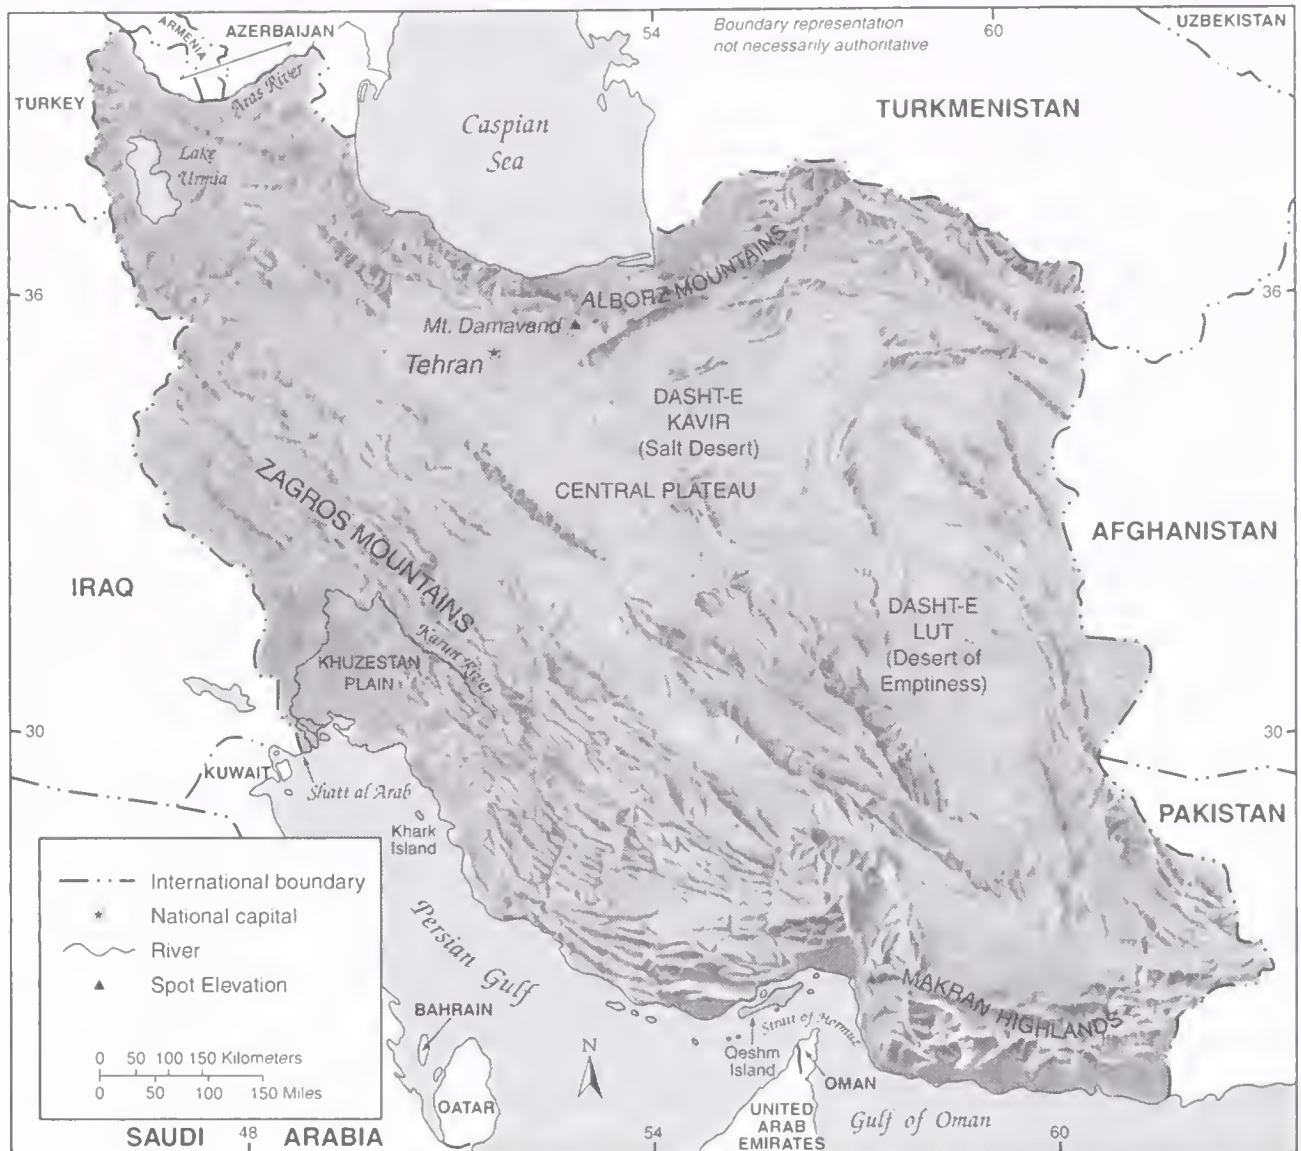 54
60
Boundary representation
not necessarily authoritative
UZBEKISTAN
ARMENIA
AZERBAIJAN
TURKEY
Aras River
TURKMENISTAN
Caspian
Sea
Lake
Urmia
36
36
ALBORZ MOUNTAINS
Mt. Damavand
Tehran
DASHT-E
KAVIR
(Salt Desert)
CENTRAL PLATEAU
ZAGROS MOUNTAINS
AFGHANISTAN
IRAQ
DASHT-E
LUT
(Desert of
Emptiness)
Karun River
KHUZESTAN
PLAIN
30
30
KUWAIT
Shatt al Arab
PAKISTAN
Khark
Island
International boundary
National capital
River
Spot Elevation
0 50 100 150 Kilometers
0 50 100 150 Miles
Persian Gulf
BAHRAIN
MAKRAN HIGHLANDS
Strait of Hormuz
Qeshm
Island
N
OMAN
QATAR
UNITED
ARAB
EMIRATES
Gulf of Oman
SAUDI ARABIA
48
54
60